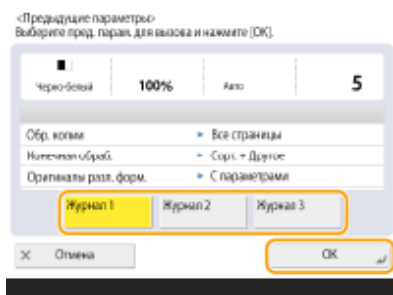 <Предыдущие параметры>
Выберите пред. парам. для вызова и нажмите [OK].
Черно-белый 100% Авто 5
Обр. копии ► Все страницы
Конечная обраб. ► Сорт. + Другое
Оригиналы разл. форм. ► С параметрами
Журнал 1 Журнал 2 Журнал 3
× Отмена OK